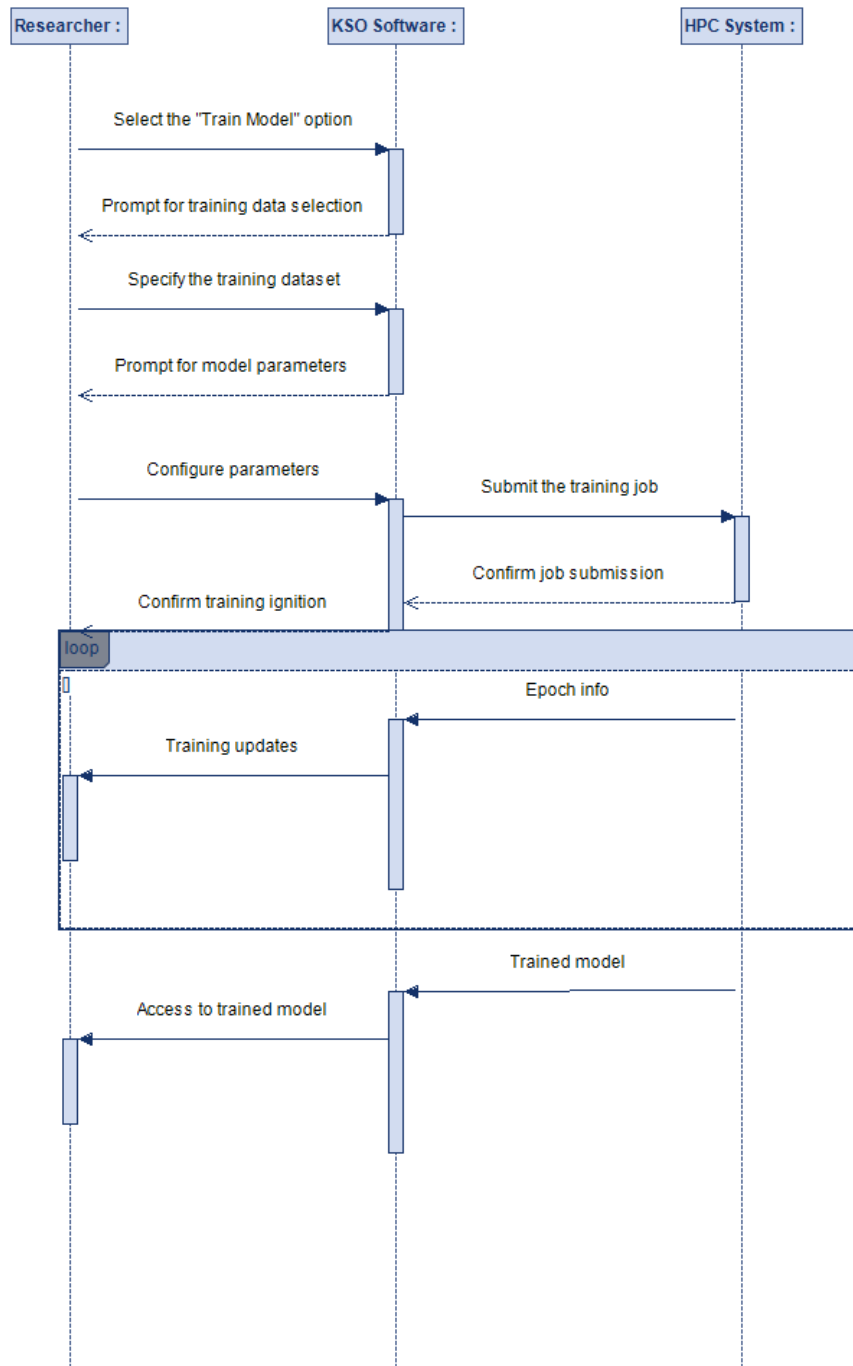 Researcher :
KSO Software :
HPC System :
Select the "Train Model" option
Prompt for training data selection
Specify the training dataset
Prompt for model parameters
Configure parameters
Submit the training job
Confirm job submission
Confirm training ignition
loop
[]
Epoch info
Training updates
Trained model
Access to trained model